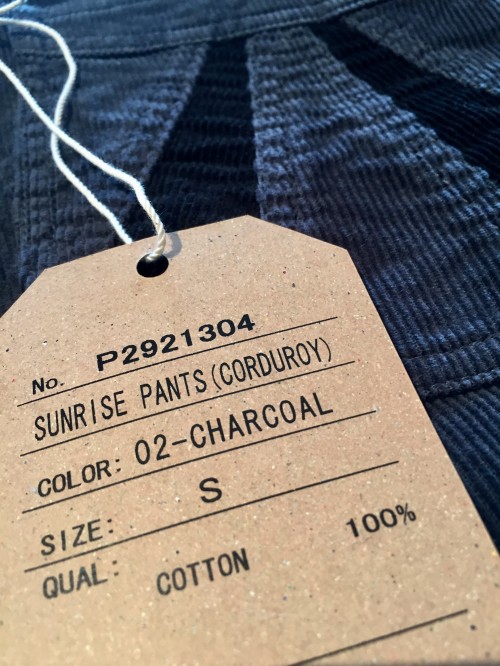 No. P2921304
SUNRISE PANTS(CORDUROY)
COLOR: 02-CHARCOAL
SIZE: S
QUAL: COTTON 100%